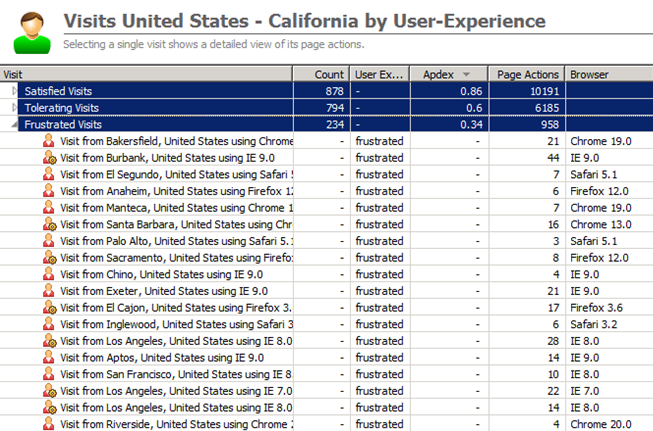 Visits United States - California by User-Experience
Selecting a single visit shows a detailed view of its page actions.
Visit Count User Ex... Apdex Page Actions Browser
Satisfied Visits 878 - 0.86 10191
Tolerating Visits 794 - 0.6 6185
Frustrated Visits 234 - 0.34 958
Visit from Bakersfield, United States using Chrome - frustrated - 21 Chrome 19.0
Visit from Burbank, United States using IE 9.0 - frustrated - 44 IE 9.0
Visit from El Segundo, United States using Safari 5 - frustrated - 7 Safari 5.1
Visit from Anaheim, United States using Firefox 12 - frustrated - 6 Firefox 12.0
Visit from Manteca, United States using Chrome 1 - frustrated - 7 Chrome 19.0
Visit from Santa Barbara, United States using Chr - frustrated - 16 Chrome 13.0
Visit from Palo Alto, United States using Safari 5.1 - frustrated - 3 Safari 5.1
Visit from Sacramento, United States using Firefo - frustrated - 8 Firefox 12.0
Visit from Chino, United States using IE 9.0 - frustrated - 4 IE 9.0
Visit from Exeter, United States using IE 9.0 - frustrated - 21 IE 9.0
Visit from El Cajon, United States using Firefox 3. - frustrated - 17 Firefox 3.6
Visit from Inglewood, United States using Safari 3 - frustrated - 6 Safari 3.2
Visit from Los Angeles, United States using IE 8.0 - frustrated - 28 IE 8.0
Visit from Aptos, United States using IE 9.0 - frustrated - 14 IE 9.0
Visit from San Francisco, United States using IE 8 - frustrated - 10 IE 8.0
Visit from Los Angeles, United States using IE 7.0 - frustrated - 22 IE 7.0
Visit from Los Angeles, United States using IE 8.0 - frustrated - 14 IE 8.0
Visit from Riverside, United States using Chrome 2 - frustrated - 4 Chrome 20.0